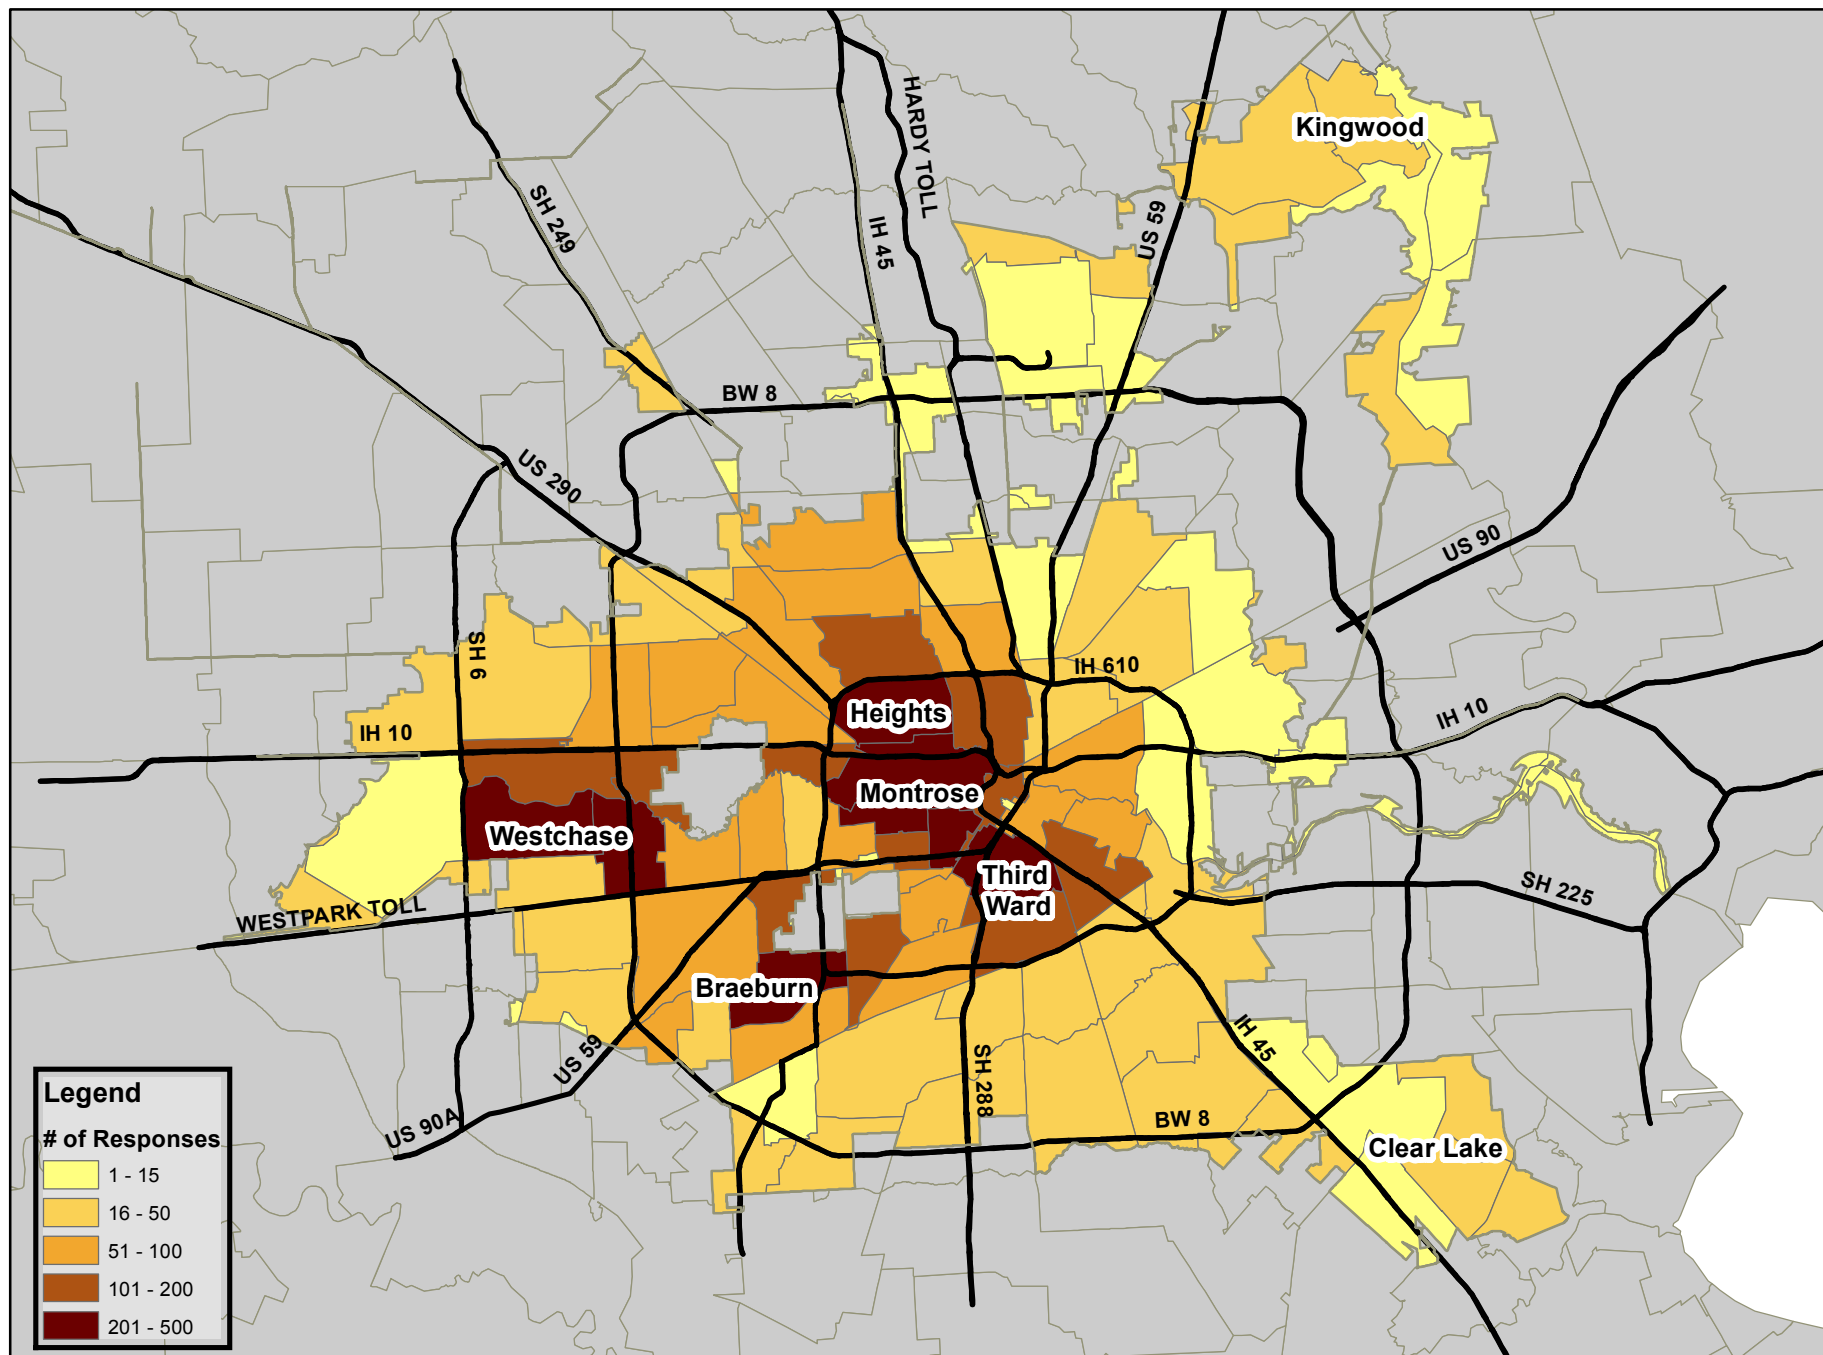 Kingwood
HARDY TOLL
SH 249
IH 45
US 59
BW 8
US 290
US 90
SH 6
IH 610
Heights
IH 10
IH 10
Montrose
Westchase
Third
Ward
SH 225
WESTPARK TOLL
Braeburn
IH 45
US 59
SH 288
US 90A
BW 8
Clear Lake
Legend
# of Responses
1 - 15
16 - 50
51 - 100
101 - 200
201 - 500